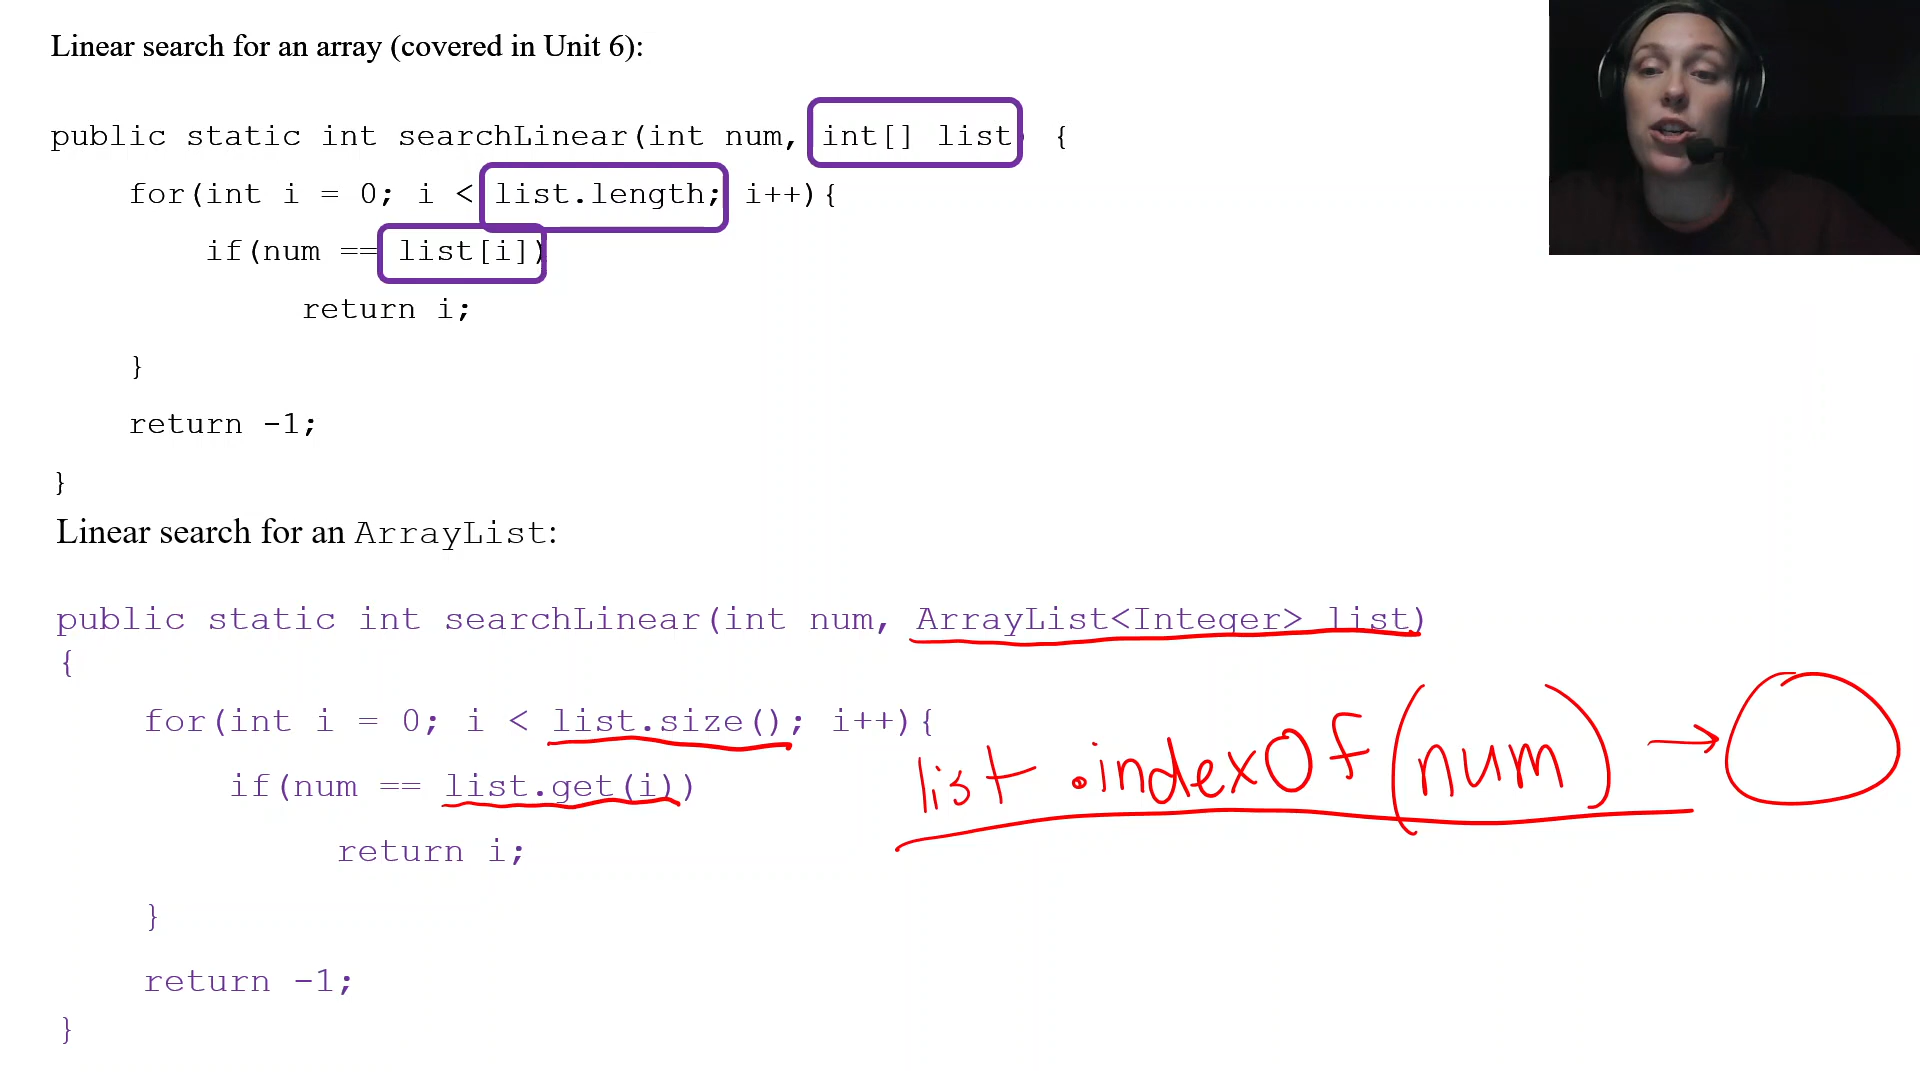 Linear search for an array (covered in Unit 6):
public static int searchLinear(int num, int[] list) {
for(int i = 0; i < list.length; i++){
if(num == list[i])
return i;
}
return -1;
}
Linear search for an ArrayList:
public static int searchLinear(int num, ArrayList<Integer> list)
{
for(int i = 0; i < list.size(); i++){
if(num == list.get(i))
return i;
}
return -1;
}
list.indexOf(num) →